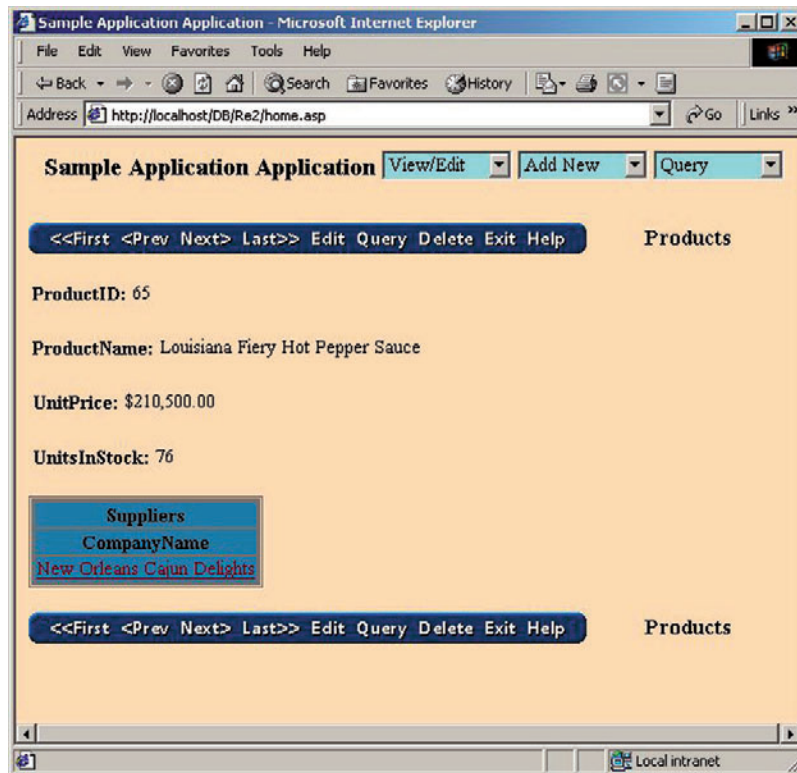 Sample Application Application - Microsoft Internet Explorer
File Edit View Favorites Tools Help
Back Search Favorites History
Address http://localhost/DB/Re2/home.asp Go Links »
Sample Application Application View/Edit Add New Query
<<First <Prev Next> Last>> Edit Query Delete Exit Help Products
ProductID: 65
ProductName: Louisiana Fiery Hot Pepper Sauce
UnitPrice: $210,500.00
UnitsInStock: 76
Suppliers
CompanyName
New Orleans Cajun Delights
<<First <Prev Next> Last>> Edit Query Delete Exit Help Products
Local intranet